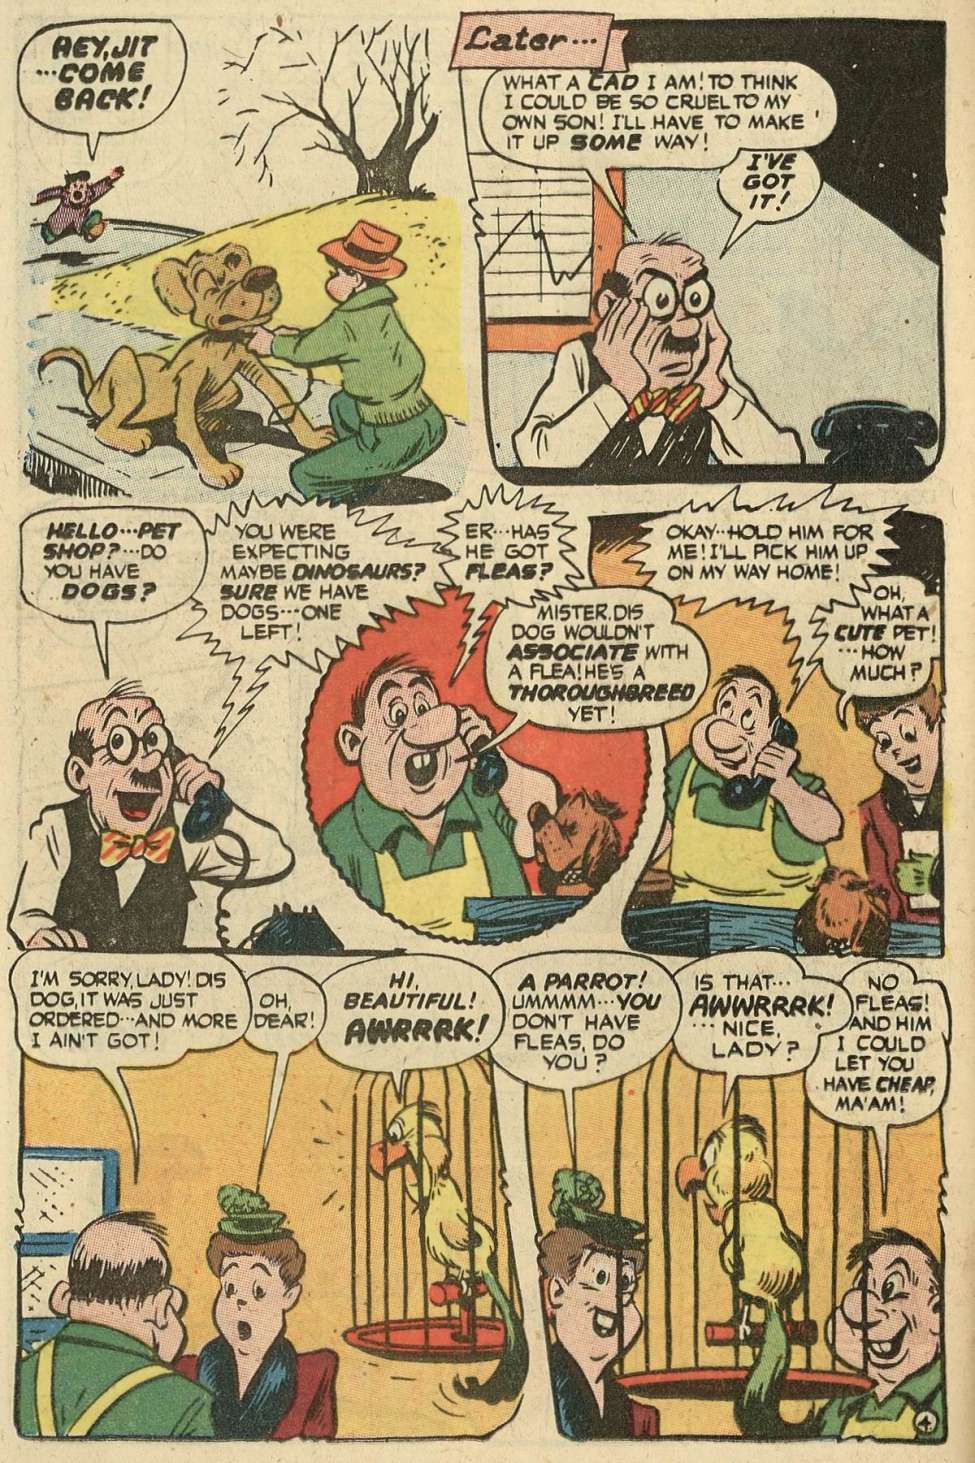 HEY, JIT
...COME
BACK!
Later...
WHAT A CAD I AM! TO THINK
I COULD BE SO CRUEL TO MY
OWN SON! I'LL HAVE TO MAKE
IT UP SOME WAY!
I'VE
GOT
IT!
HELLO...PET
SHOP?...DO
YOU HAVE
DOGS?
YOU WERE
EXPECTING
MAYBE DINOSAURS?
SURE WE HAVE
DOGS...ONE
LEFT!
ER...HAS
HE GOT
FLEAS?
MISTER, DIS
DOG WOULDN'T
ASSOCIATE WITH
A FLEA! HE'S A
THOROUGHBREED
YET!
OKAY...HOLD HIM FOR
ME! I'LL PICK HIM UP
ON MY WAY HOME!
OH,
WHAT A
CUTE PET!
...HOW
MUCH?
I'M SORRY, LADY! DIS
DOG, IT WAS JUST
ORDERED...AND MORE
I AIN'T GOT!
OH,
DEAR!
HI,
BEAUTIFUL!
AWRRRK!
A PARROT!
UMMMM...YOU
DON'T HAVE
FLEAS, DO
YOU?
IS THAT...
AWWRRRK!
...NICE,
LADY?
NO
FLEAS!
AND HIM
I COULD
LET YOU
HAVE CHEAP,
MA'AM!
4